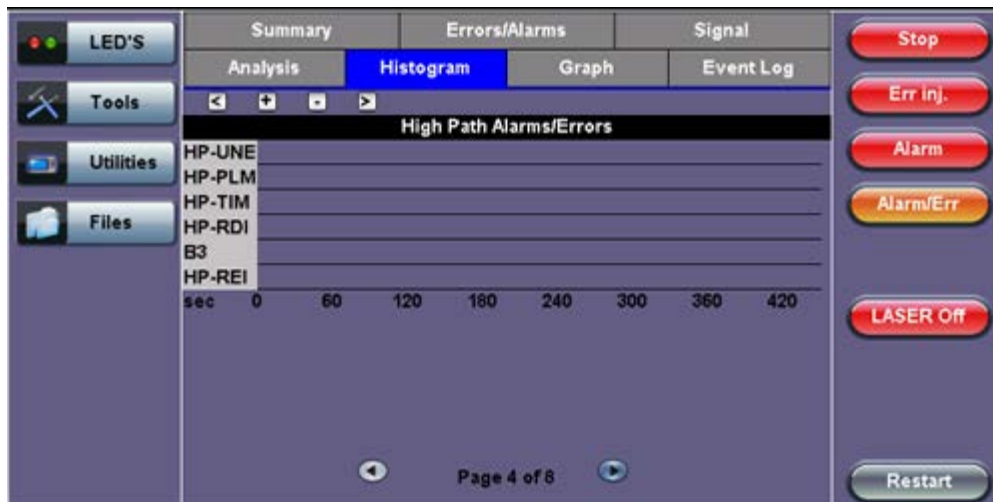 LED'S
Tools
Utilities
Files
Summary Errors/Alarms Signal
Analysis Histogram Graph Event Log
< + - >
High Path Alarms/Errors
HP-UNE
HP-PLM
HP-TIM
HP-RDI
B3
HP-REI
sec 0 60 120 180 240 300 360 420
Page 4 of 8
Stop
Err inj.
Alarm
Alarm/Err
LASER Off
Restart